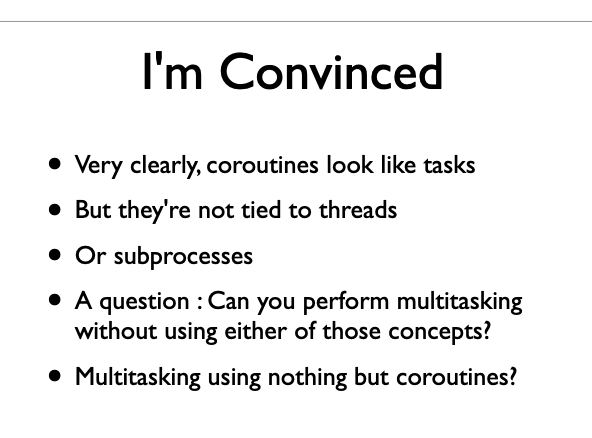 I'm Convinced
• Very clearly, coroutines look like tasks
• But they're not tied to threads
• Or subprocesses
• A question : Can you perform multitasking
without using either of those concepts?
• Multitasking using nothing but coroutines?